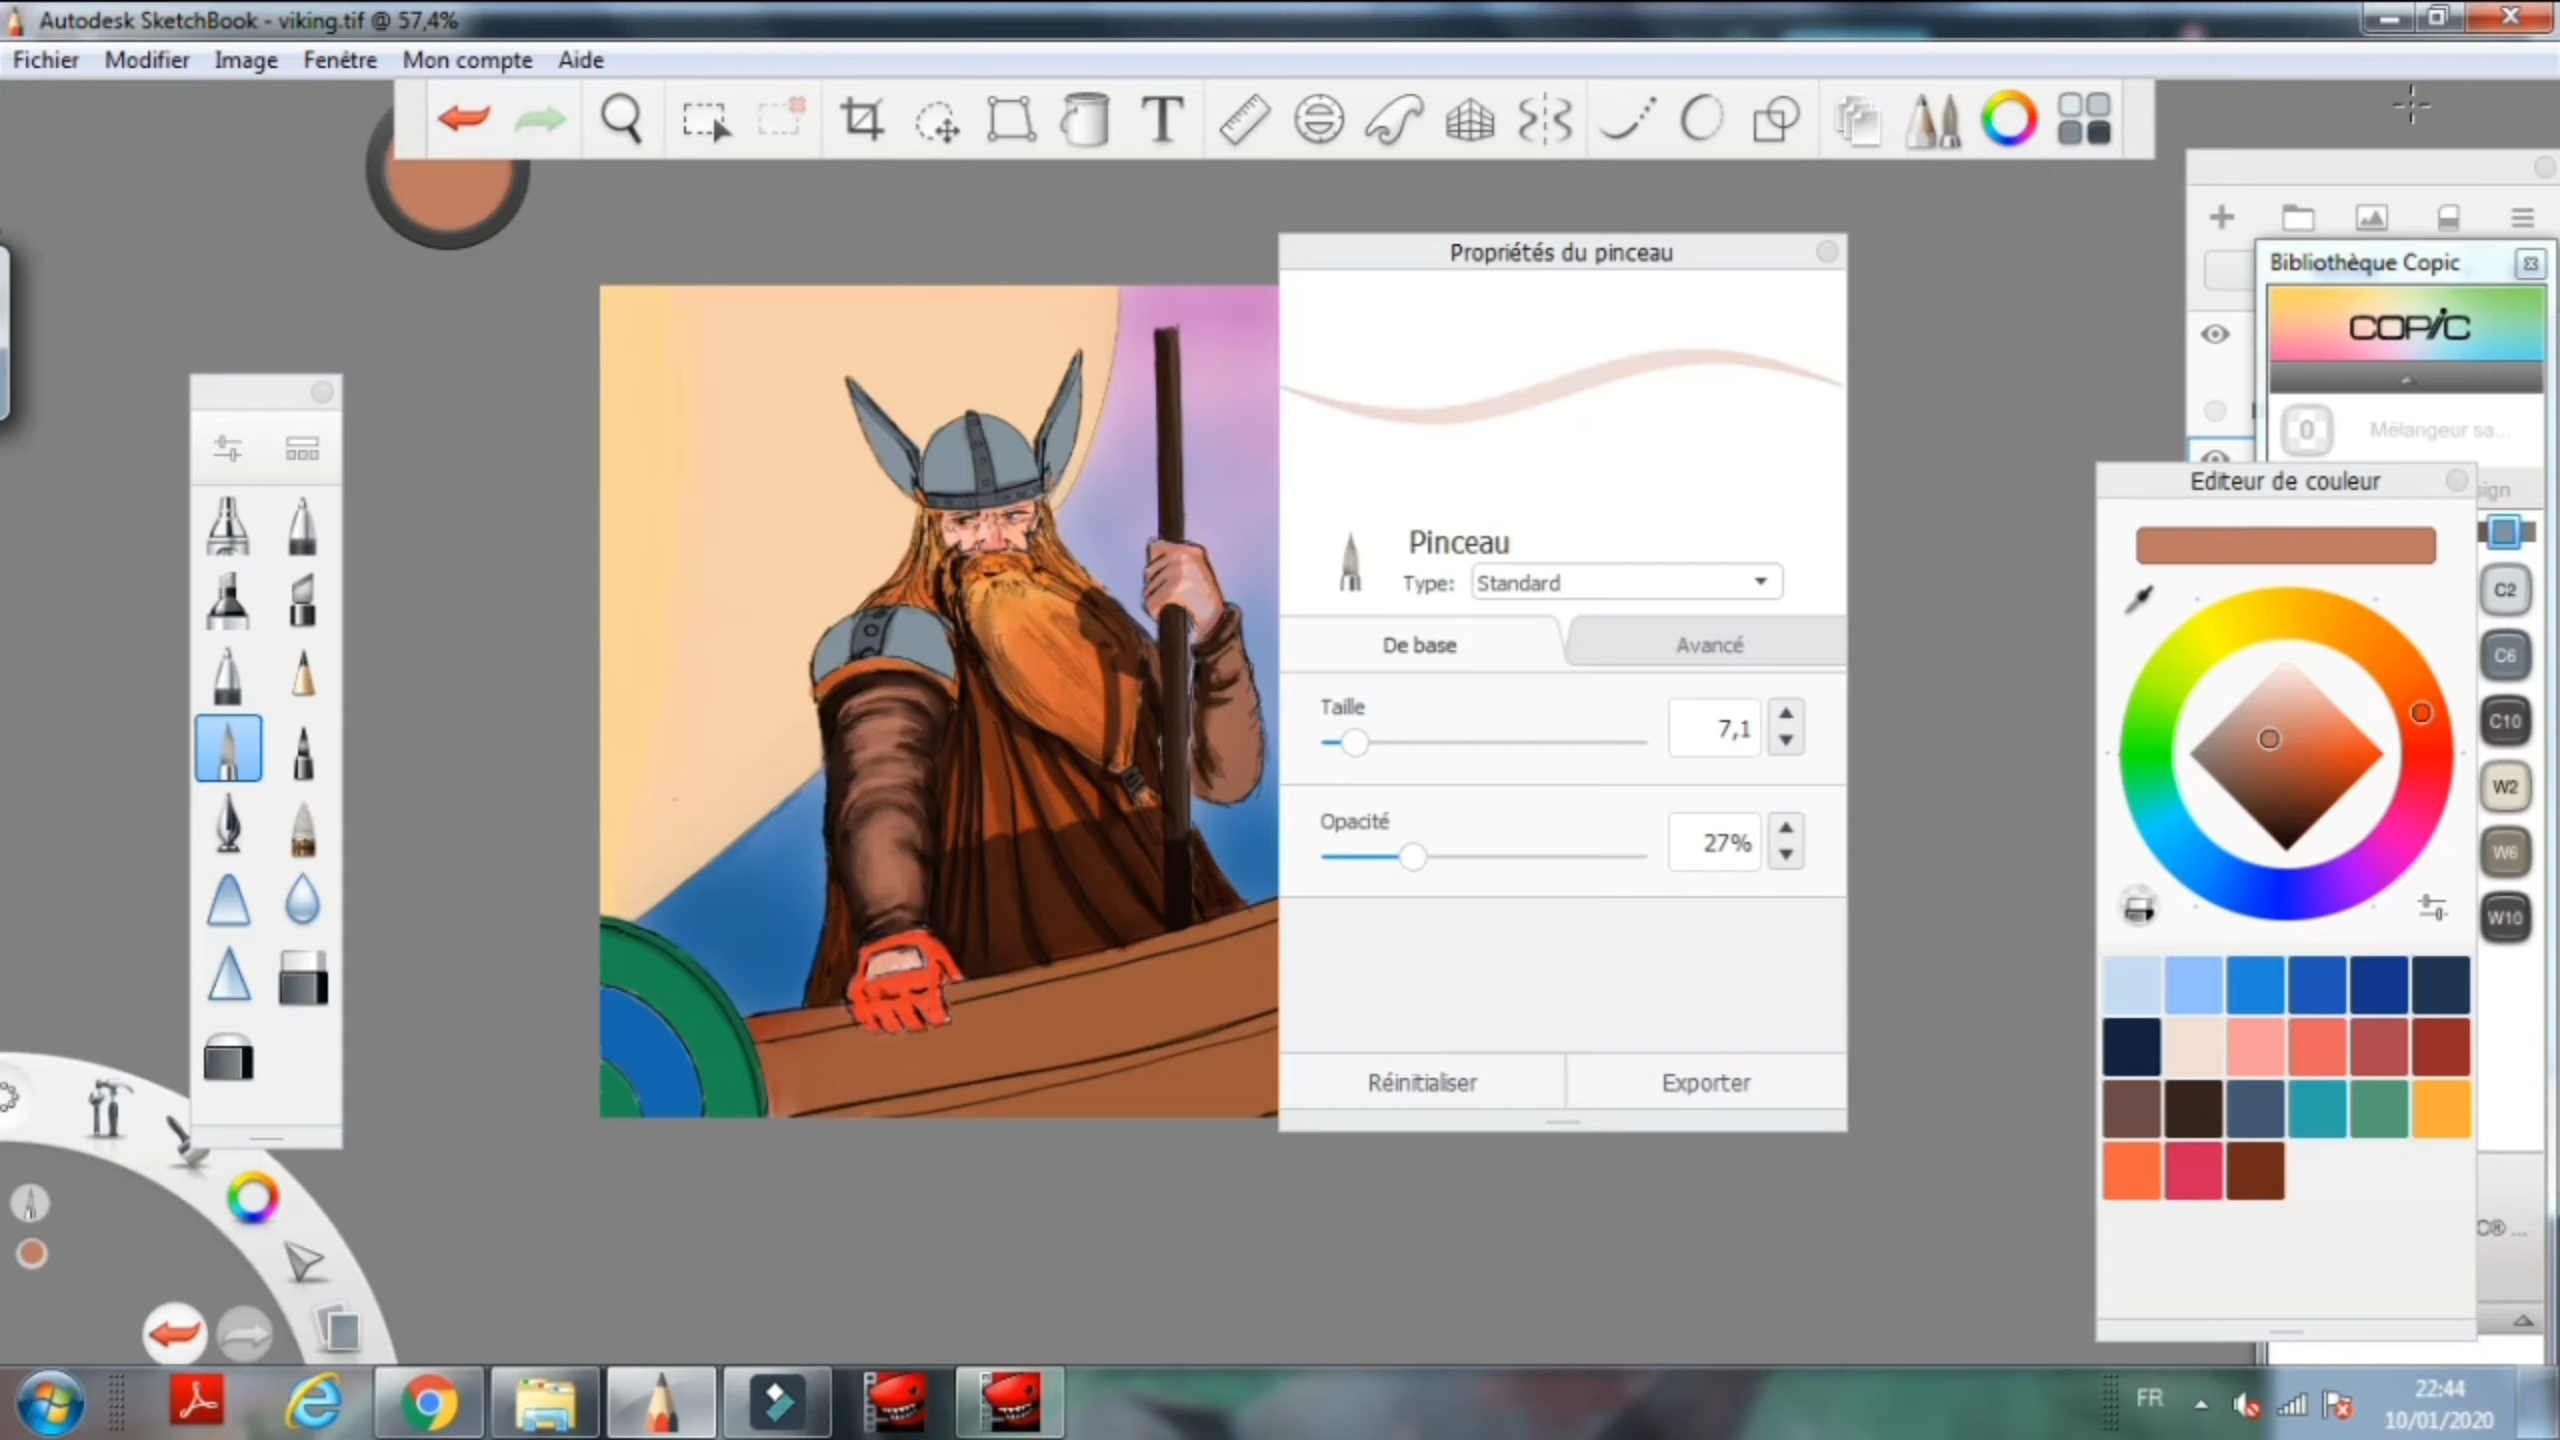 Autodesk SketchBook - viking.tif @ 57,4%
Fichier Modifier Image Fenêtre Mon compte Aide
T
Propriétés du pinceau
Bibliothèque Copic
COPIC
0 Mélangeur sa...
Editeur de couleur
sign
Pinceau
Type: Standard
De base Avancé
Taille
7,1
Opacité
27%
Réinitialiser Exporter
C2
C6
C10
W2
W6
W10
C® ...
FR
22:44
10/01/2020